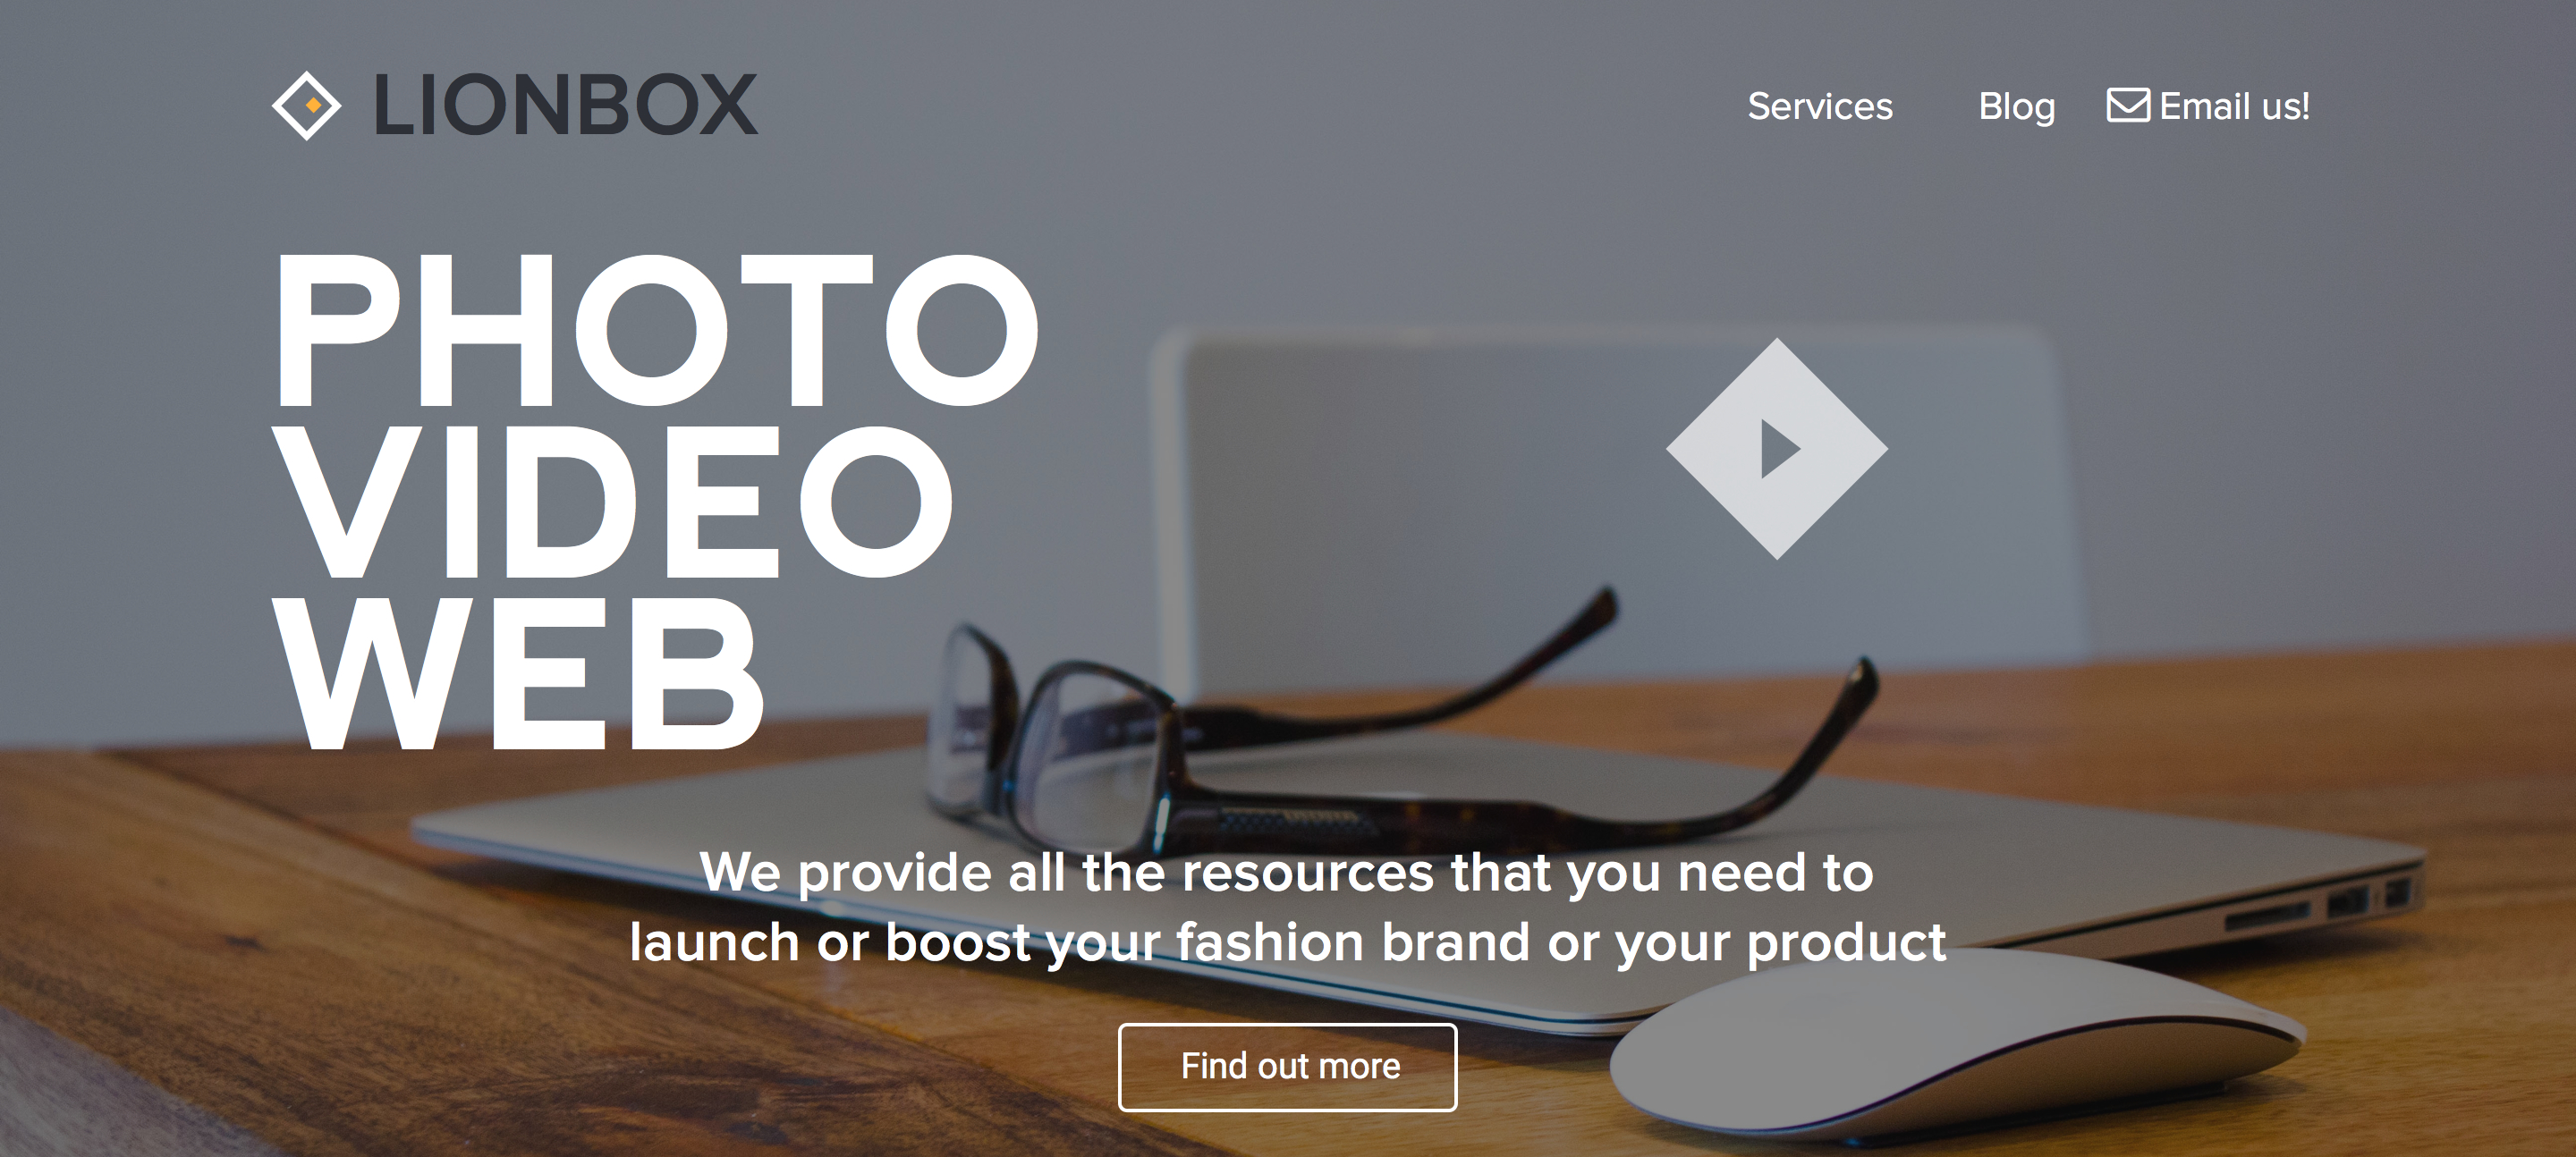 LIONBOX
Services Blog Email us!
PHOTO
VIDEO
WEB
We provide all the resources that you need to
launch or boost your fashion brand or your product
Find out more